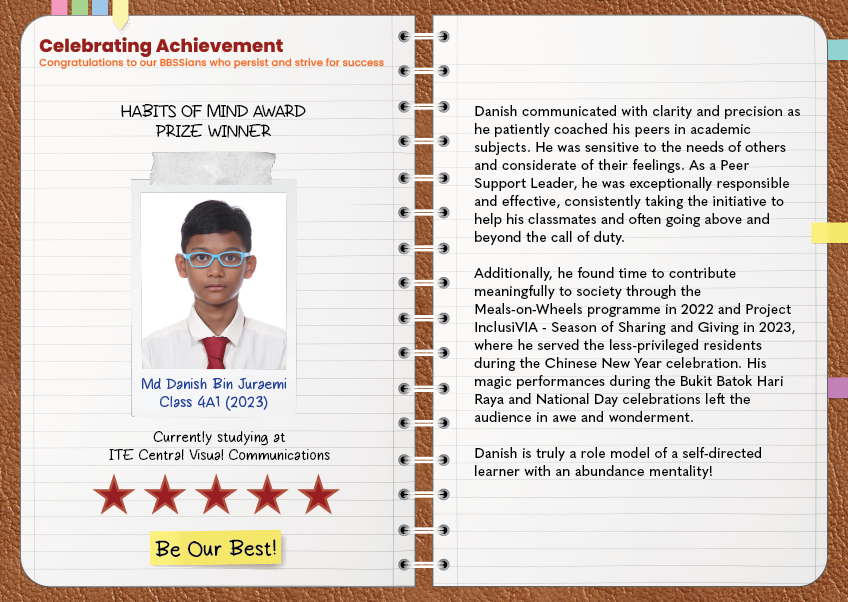 Celebrating Achievement
Congratulations to our BBSSians who persist and strive for success
HABITS OF MIND AWARD
PRIZE WINNER
Md Danish Bin Juraemi
Class 4A1 (2023)
Currently studying at
ITE Central Visual Communications
Be Our Best!
Danish communicated with clarity and precision as
he patiently coached his peers in academic
subjects. He was sensitive to the needs of others
and considerate of their feelings. As a Peer
Support Leader, he was exceptionally responsible
and effective, consistently taking the initiative to
help his classmates and often going above and
beyond the call of duty.
Additionally, he found time to contribute
meaningfully to society through the
Meals-on-Wheels programme in 2022 and Project
InclusiVIA - Season of Sharing and Giving in 2023,
where he served the less-privileged residents
during the Chinese New Year celebration. His
magic performances during the Bukit Batok Hari
Raya and National Day celebrations left the
audience in awe and wonderment.
Danish is truly a role model of a self-directed
learner with an abundance mentality!